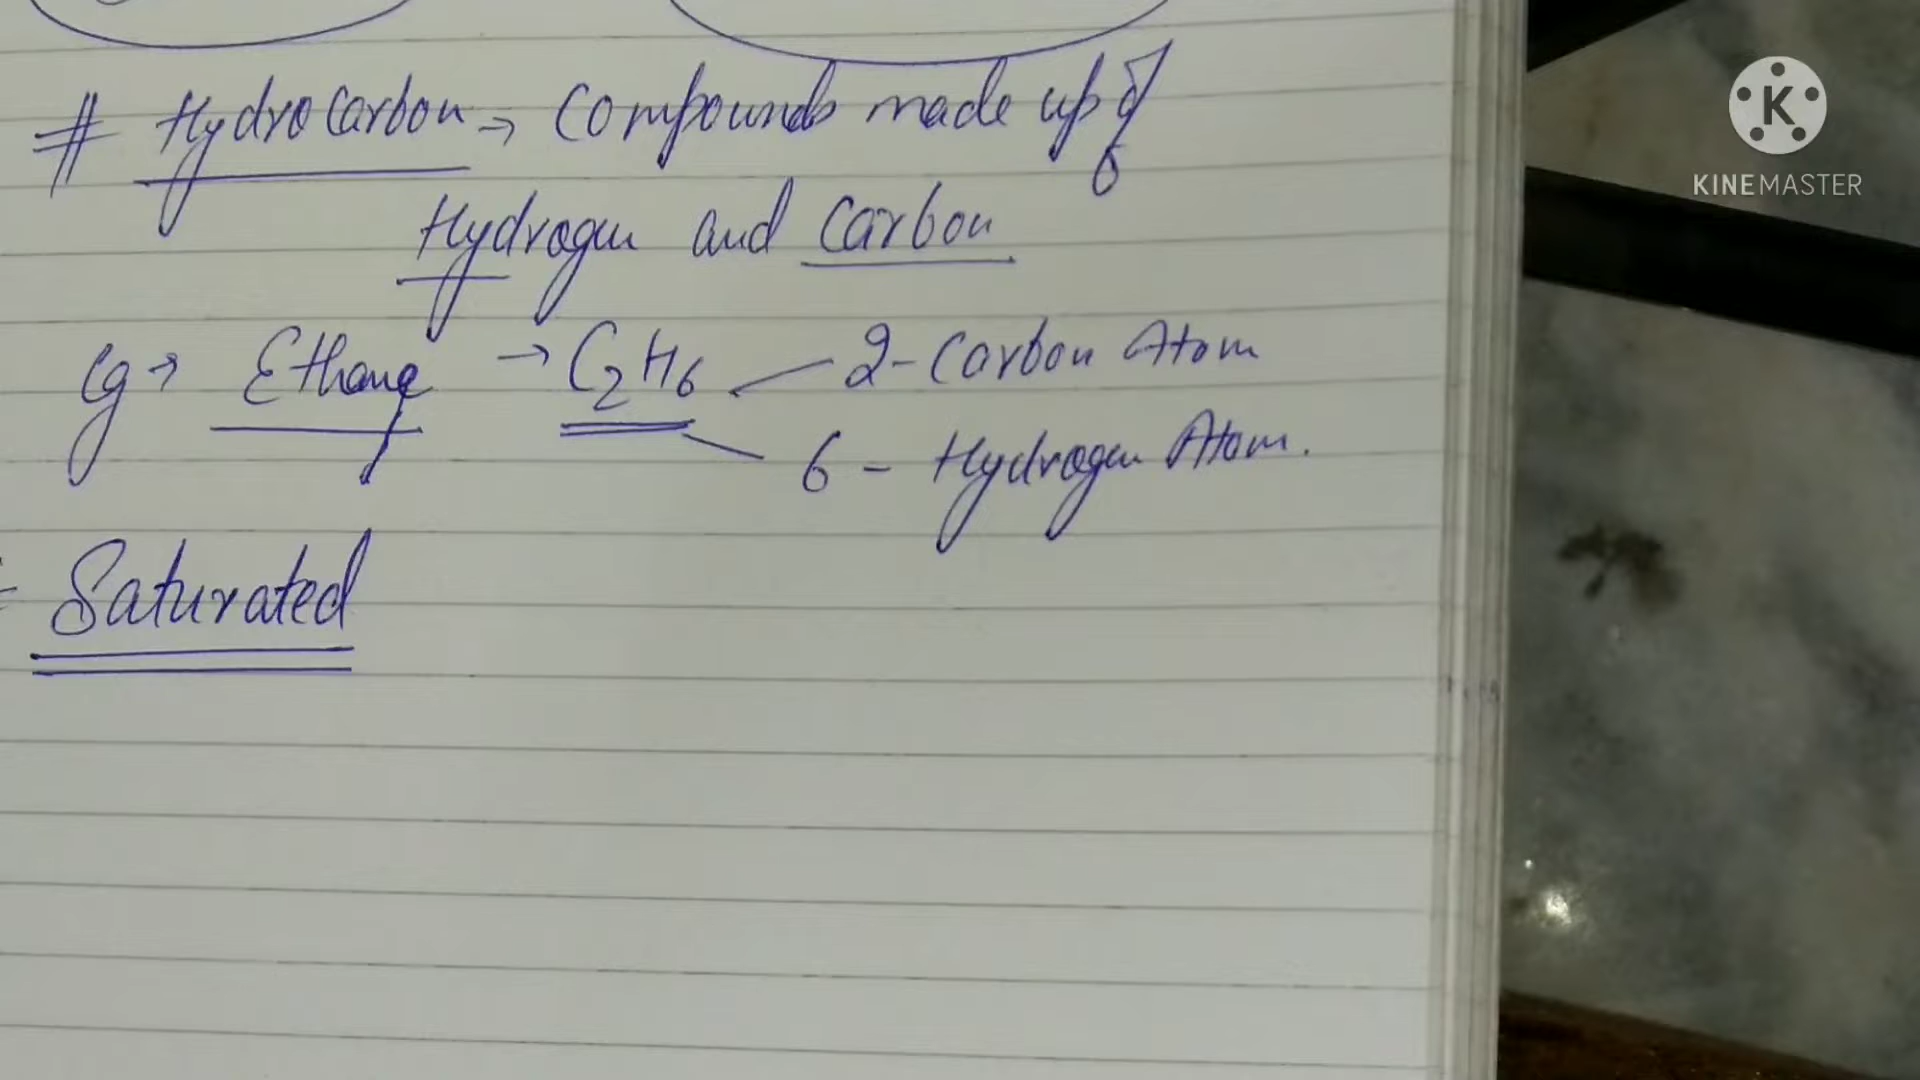 # Hydrocarbon → Compounds made up of
Hydrogen and Carbon
eg → Ethane → C₂H₆ — 2 - Carbon Atom
6 - Hydrogen Atom.
Saturated
K
KINEMASTER